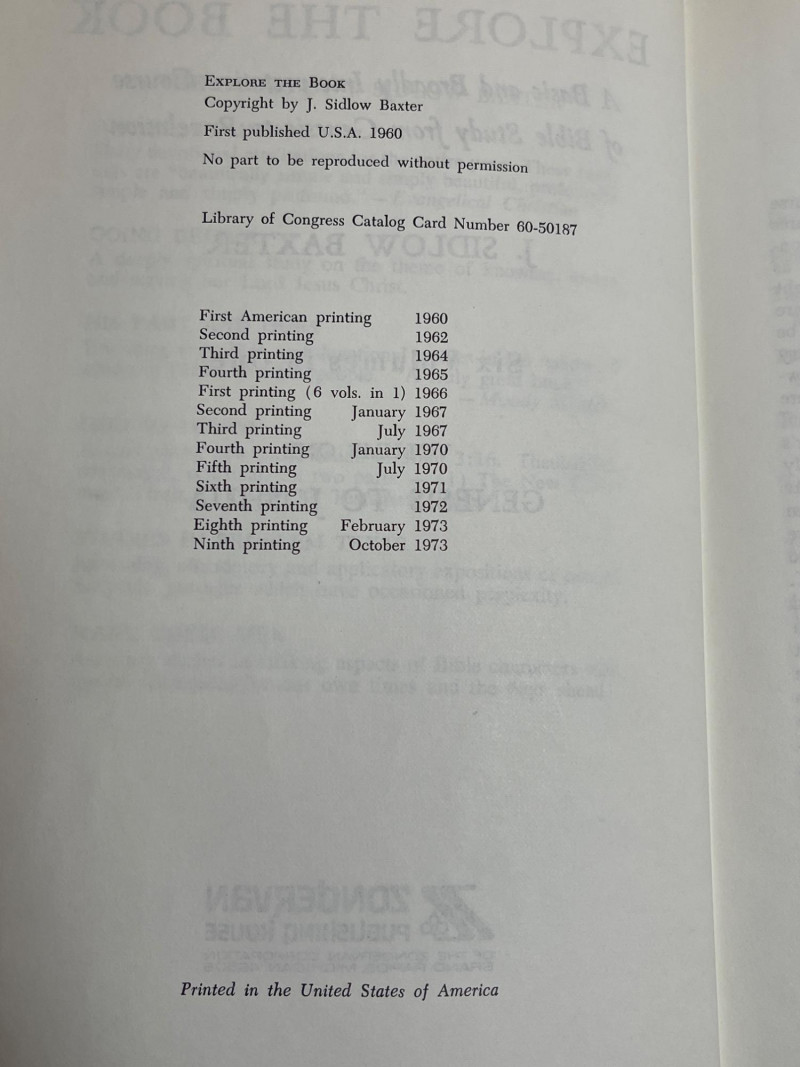 EXPLORE THE BOOK
Copyright by J. Sidlow Baxter
First published U.S.A. 1960
No part to be reproduced without permission
Library of Congress Catalog Card Number 60-50187
First American printing 1960
Second printing 1962
Third printing 1964
Fourth printing 1965
First printing (6 vols. in 1) 1966
Second printing January 1967
Third printing July 1967
Fourth printing January 1970
Fifth printing July 1970
Sixth printing 1971
Seventh printing 1972
Eighth printing February 1973
Ninth printing October 1973
Printed in the United States of America